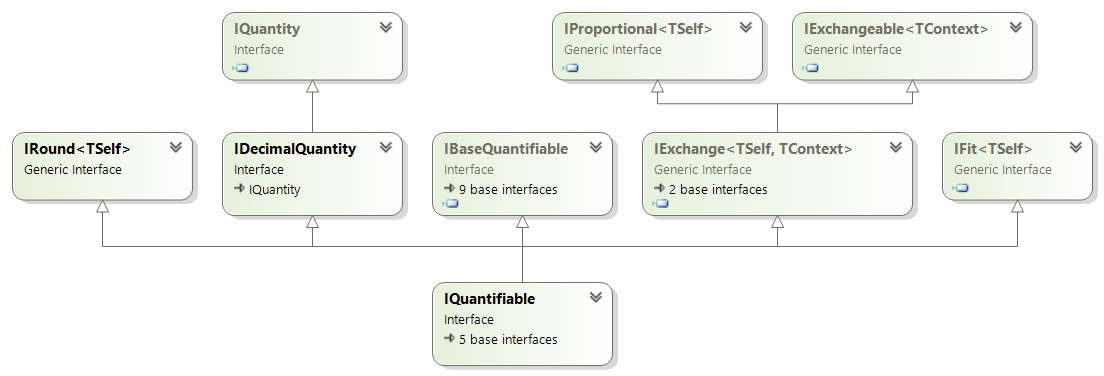 IQuantity
Interface
IProportional<TSelf>
Generic Interface
IExchangeable<TContext>
Generic Interface
IRound<TSelf>
Generic Interface
IDecimalQuantity
Interface
IQuantity
IBaseQuantifiable
Interface
9 base interfaces
IExchange<TSelf, TContext>
Generic Interface
2 base interfaces
IFit<TSelf>
Generic Interface
IQuantifiable
Interface
5 base interfaces